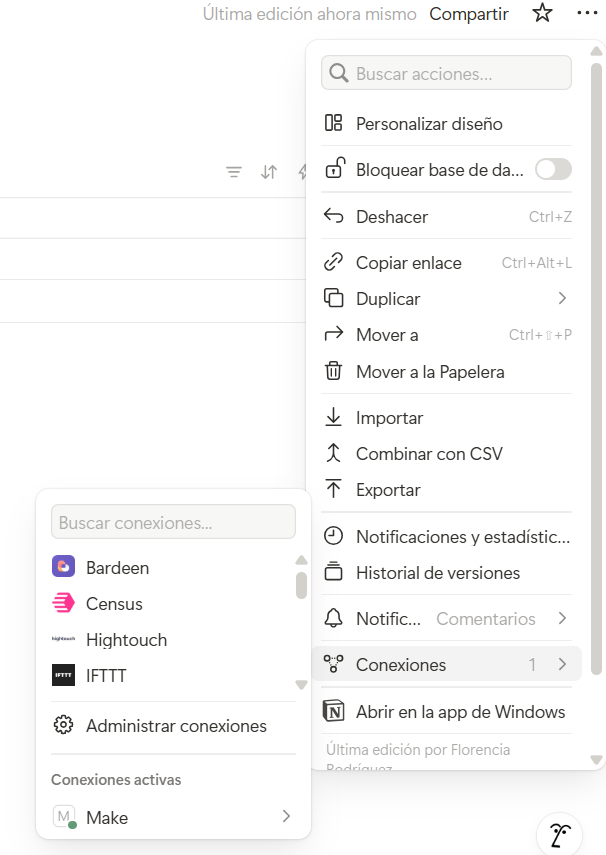 Última edición ahora mismo Compartir
Buscar acciones...
Personalizar diseño
Bloquear base de da...
Deshacer Ctrl+Z
Copiar enlace Ctrl+Alt+L
Duplicar
Mover a Ctrl+⇧+P
Mover a la Papelera
Importar
Combinar con CSV
Exportar
Notificaciones y estadístic...
Historial de versiones
Notific... Comentarios
Conexiones 1
Abrir en la app de Windows
Última edición por Florencia
Rodríguez
Buscar conexiones...
Bardeen
Census
hightouch Hightouch
IFTTT IFTTT
Administrar conexiones
Conexiones activas
M Make